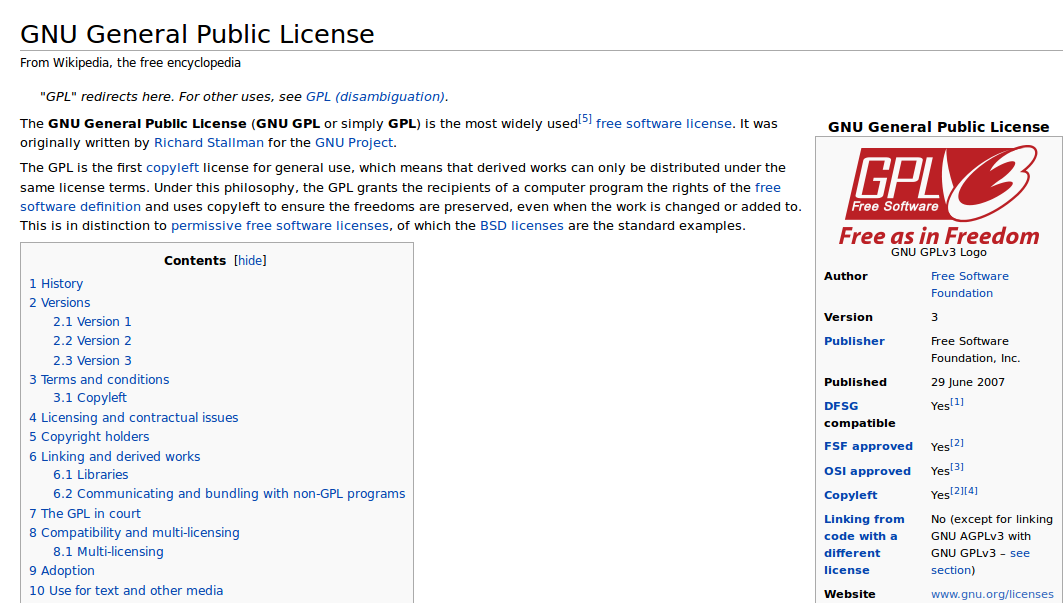 GNU General Public License
From Wikipedia, the free encyclopedia
"GPL" redirects here. For other uses, see GPL (disambiguation).
The GNU General Public License (GNU GPL or simply GPL) is the most widely used[5] free software license. It was
originally written by Richard Stallman for the GNU Project.
The GPL is the first copyleft license for general use, which means that derived works can only be distributed under the
same license terms. Under this philosophy, the GPL grants the recipients of a computer program the rights of the free
software definition and uses copyleft to ensure the freedoms are preserved, even when the work is changed or added to.
This is in distinction to permissive free software licenses, of which the BSD licenses are the standard examples.
Contents [hide]
1 History
2 Versions
2.1 Version 1
2.2 Version 2
2.3 Version 3
3 Terms and conditions
3.1 Copyleft
4 Licensing and contractual issues
5 Copyright holders
6 Linking and derived works
6.1 Libraries
6.2 Communicating and bundling with non-GPL programs
7 The GPL in court
8 Compatibility and multi-licensing
8.1 Multi-licensing
9 Adoption
10 Use for text and other media
GNU General Public License
GPLv3
Free Software
Free as in Freedom
GNU GPLv3 Logo
Author Free Software
Foundation
Version 3
Publisher Free Software
Foundation, Inc.
Published 29 June 2007
DFSG Yes[1]
compatible
FSF approved Yes[2]
OSI approved Yes[3]
Copyleft Yes[2][4]
Linking from No (except for linking
code with a GNU AGPLv3 with
different GNU GPLv3 – see
license section)
Website www.gnu.org/licenses